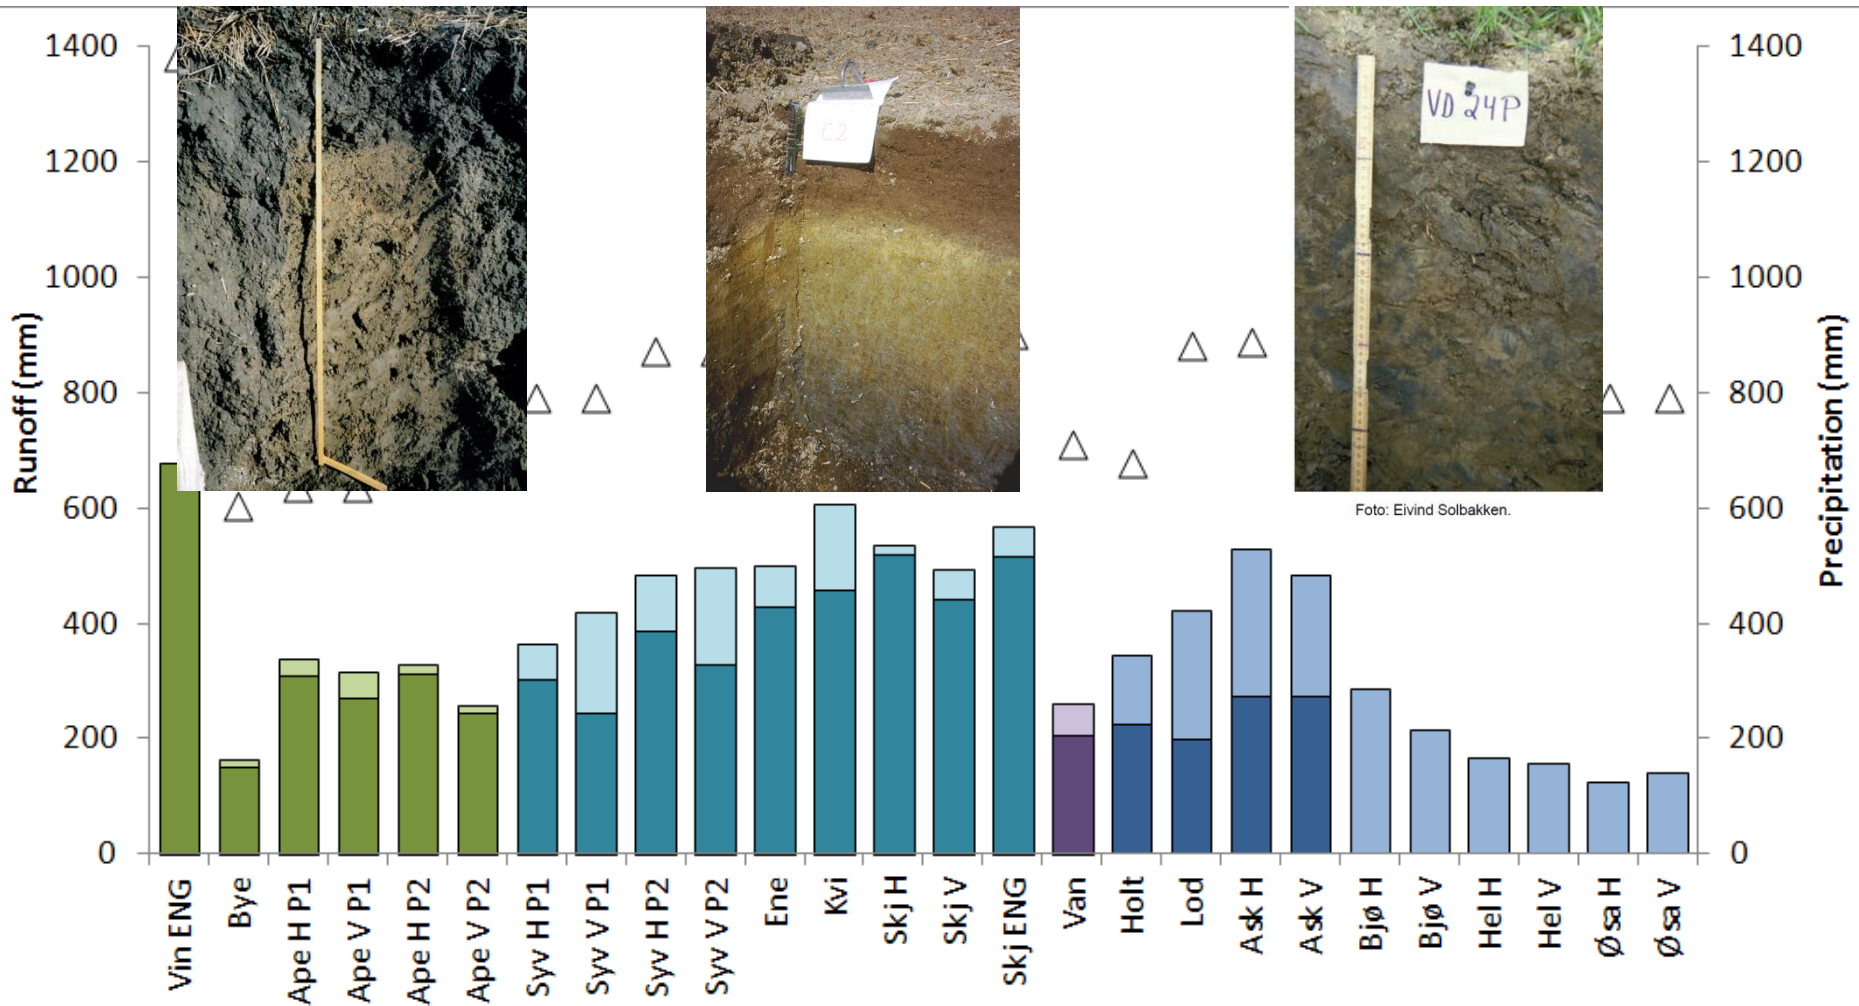 1400
1200
1000
800
600
400
200
0
Runoff (mm)
C2
VD 24P
Foto: Eivind Solbakken.
1400
1200
1000
800
600
400
200
0
Precipitation (mm)
Vin ENG
Bye
Ape H P1
Ape V P1
Ape H P2
Ape V P2
Syv H P1
Syv V P1
Syv H P2
Syv V P2
Ene
Kvi
Skj H
Skj V
Skj ENG
Van
Holt
Lod
Ask H
Ask V
Bjø H
Bjø V
Hel H
Hel V
Øsa H
Øsa V